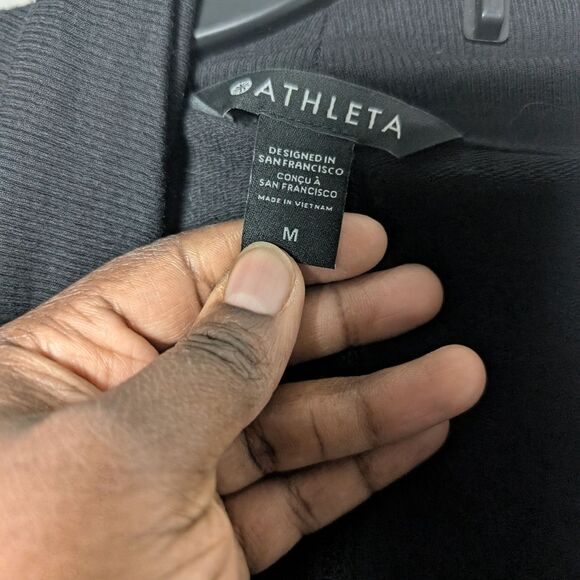 ATHLETA
DESIGNED IN
SAN FRANCISCO
CONÇU À
SAN FRANCISCO
MADE IN VIETNAM
M